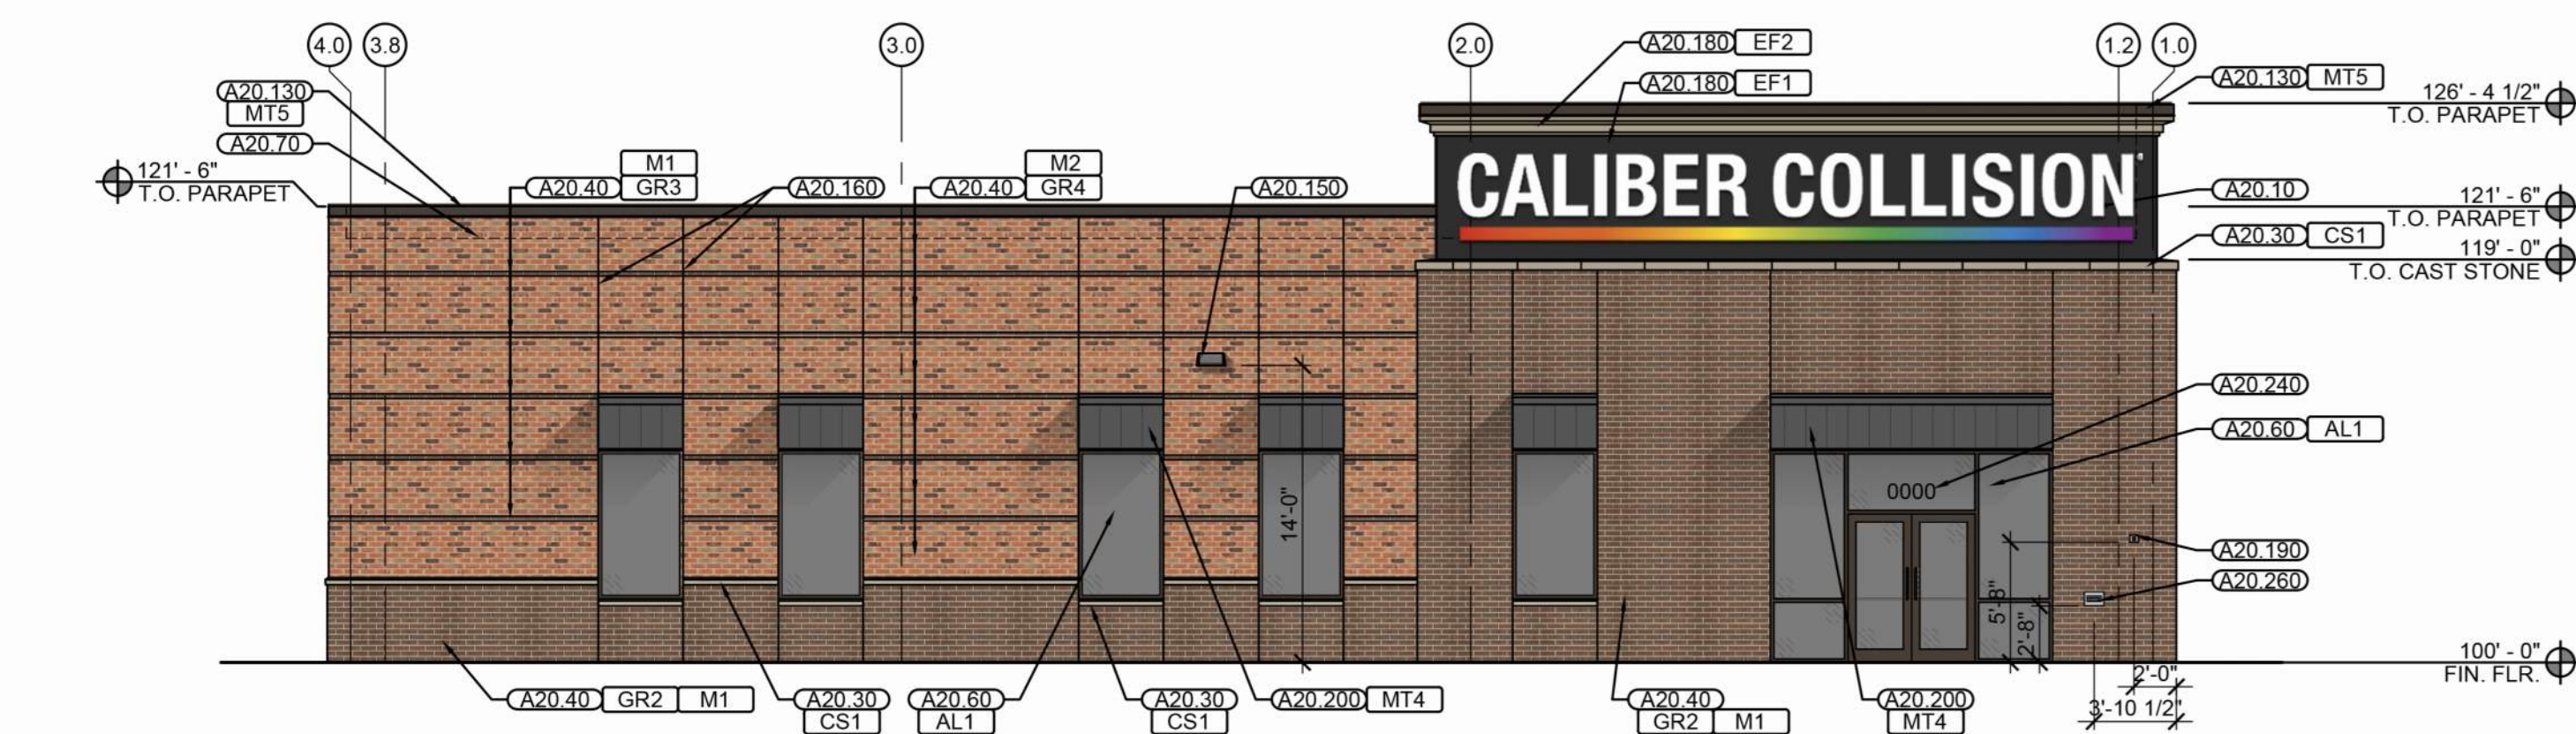 4.0 3.8 3.0 2.0 1.2 1.0
A20.180 EF2
A20.180 EF1
A20.130 MT5
126' - 4 1/2"
T.O. PARAPET
A20.130
MT5
A20.70
121' - 6"
T.O. PARAPET
M1
A20.40 GR3
A20.160
M2
A20.40 GR4
A20.150
CALIBER COLLISION
A20.10
121' - 6"
T.O. PARAPET
A20.30 CS1
119' - 0"
T.O. CAST STONE
A20.240
A20.60 AL1
0000
14'-0"
5'-8"
2'-8"
A20.190
A20.260
100' - 0"
FIN. FLR.
2'-0"
3'-10 1/2"
A20.40 GR2 M1
A20.30
CS1
A20.60
AL1
A20.30
CS1
A20.200 MT4
A20.40
GR2 M1
A20.200
MT4